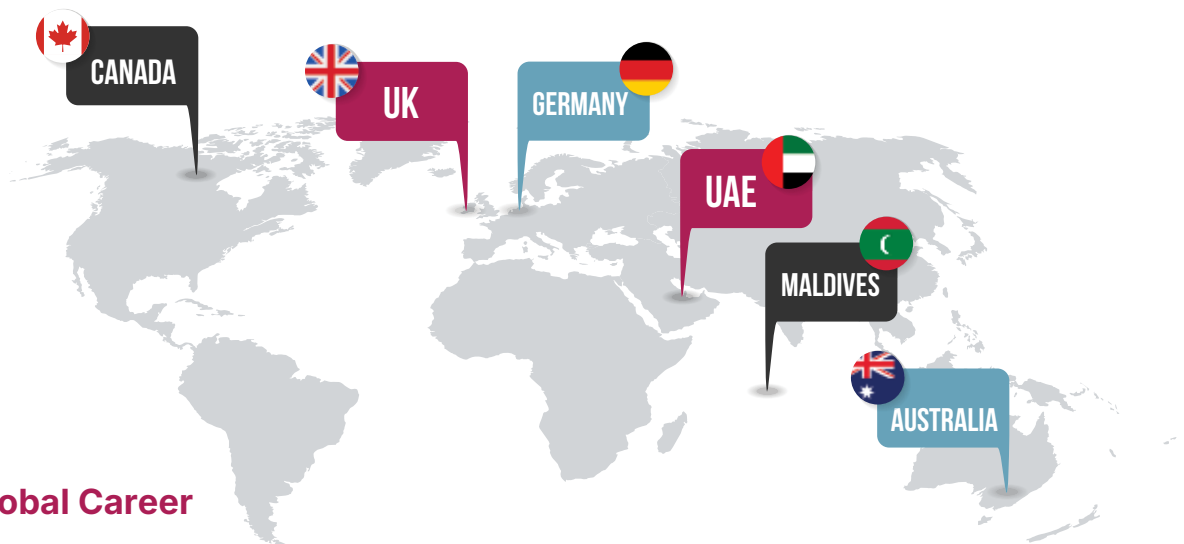 CANADA
UK
GERMANY
UAE
MALDIVES
AUSTRALIA
obal Career